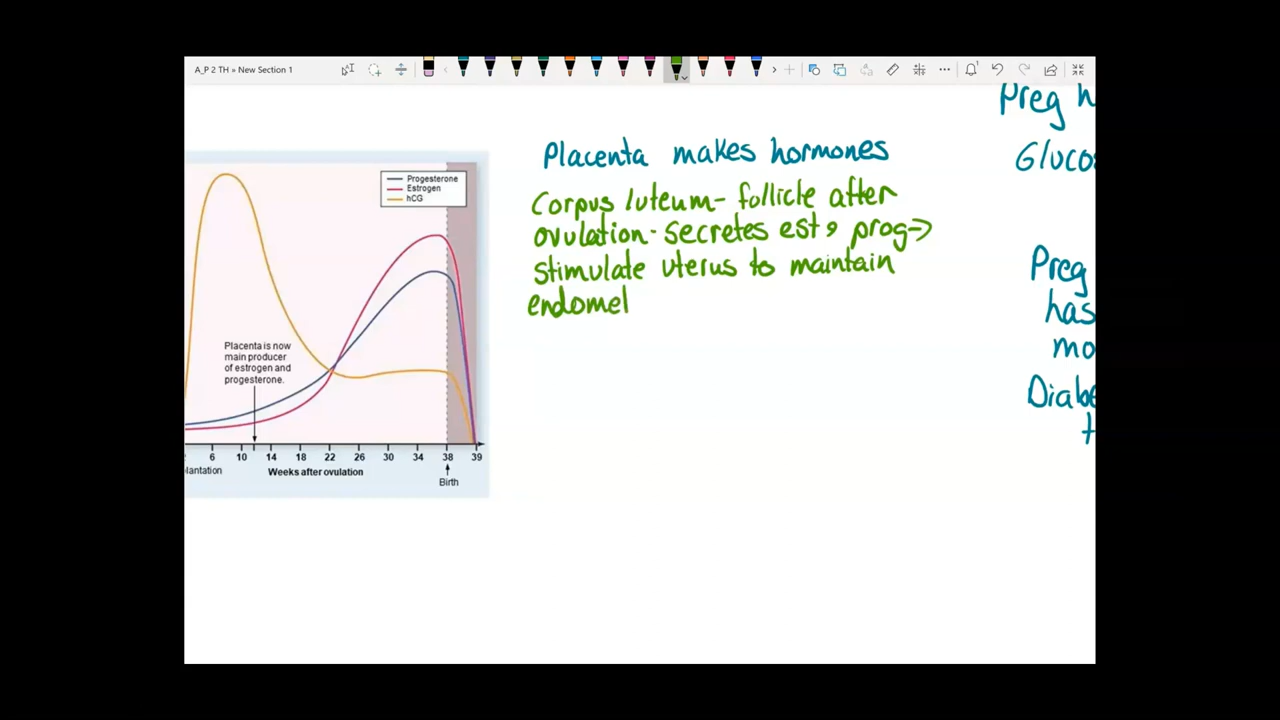 A_P 2 TH » New Section 1
Preg h
Placenta makes hormones
Glucos
Corpus luteum- follicle after
ovulation- secretes est, prog→
stimulate uterus to maintain
endomel
Preg
has
mo
Diabe
Progesterone
Estrogen
hCG
Placenta is now
main producer
of estrogen and
progesterone.
6 10 14 18 22 26 30 34 38 39
lantation
Weeks after ovulation
Birth